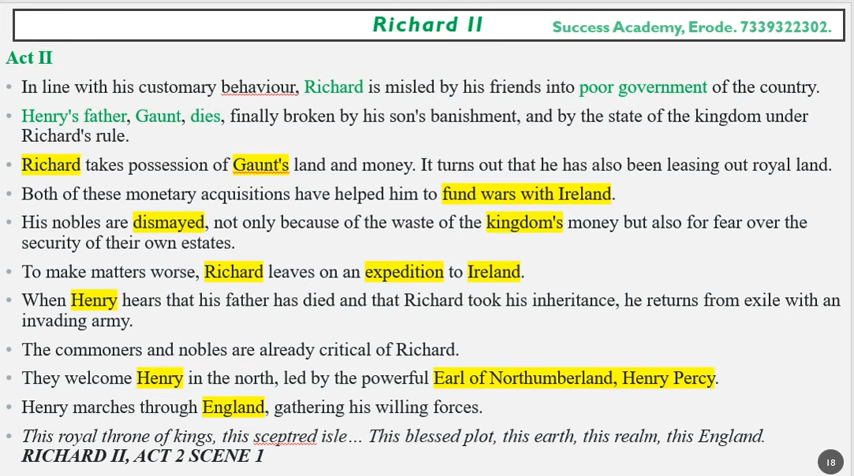 Richard II Success Academy, Erode. 7339322302.
Act II
• In line with his customary behaviour, Richard is misled by his friends into poor government of the country.
• Henry's father, Gaunt, dies, finally broken by his son's banishment, and by the state of the kingdom under
Richard's rule.
• Richard takes possession of Gaunt's land and money. It turns out that he has also been leasing out royal land.
• Both of these monetary acquisitions have helped him to fund wars with Ireland.
• His nobles are dismayed, not only because of the waste of the kingdom's money but also for fear over the
security of their own estates.
• To make matters worse, Richard leaves on an expedition to Ireland.
• When Henry hears that his father has died and that Richard took his inheritance, he returns from exile with an
invading army.
• The commoners and nobles are already critical of Richard.
• They welcome Henry in the north, led by the powerful Earl of Northumberland, Henry Percy.
• Henry marches through England, gathering his willing forces.
• This royal throne of kings, this sceptred isle… This blessed plot, this earth, this realm, this England.
RICHARD II, ACT 2 SCENE 1
18